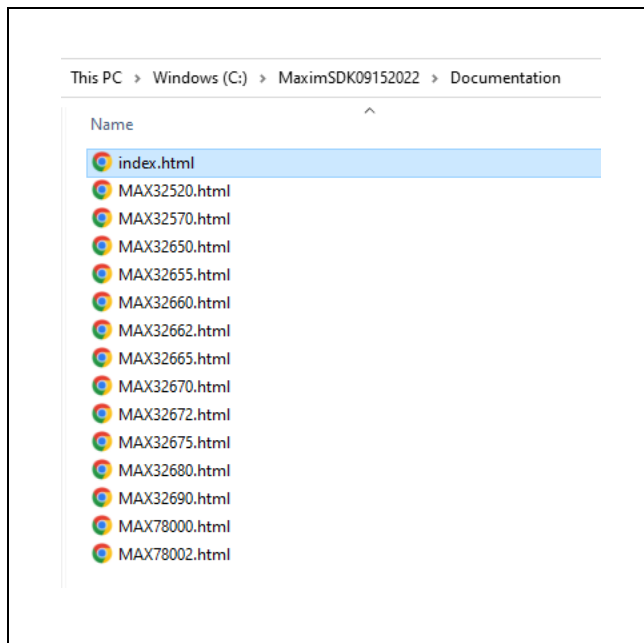 This PC > Windows (C:) > MaximSDK09152022 > Documentation
Name
index.html
MAX32520.html
MAX32570.html
MAX32650.html
MAX32655.html
MAX32660.html
MAX32662.html
MAX32665.html
MAX32670.html
MAX32672.html
MAX32675.html
MAX32680.html
MAX32690.html
MAX78000.html
MAX78002.html